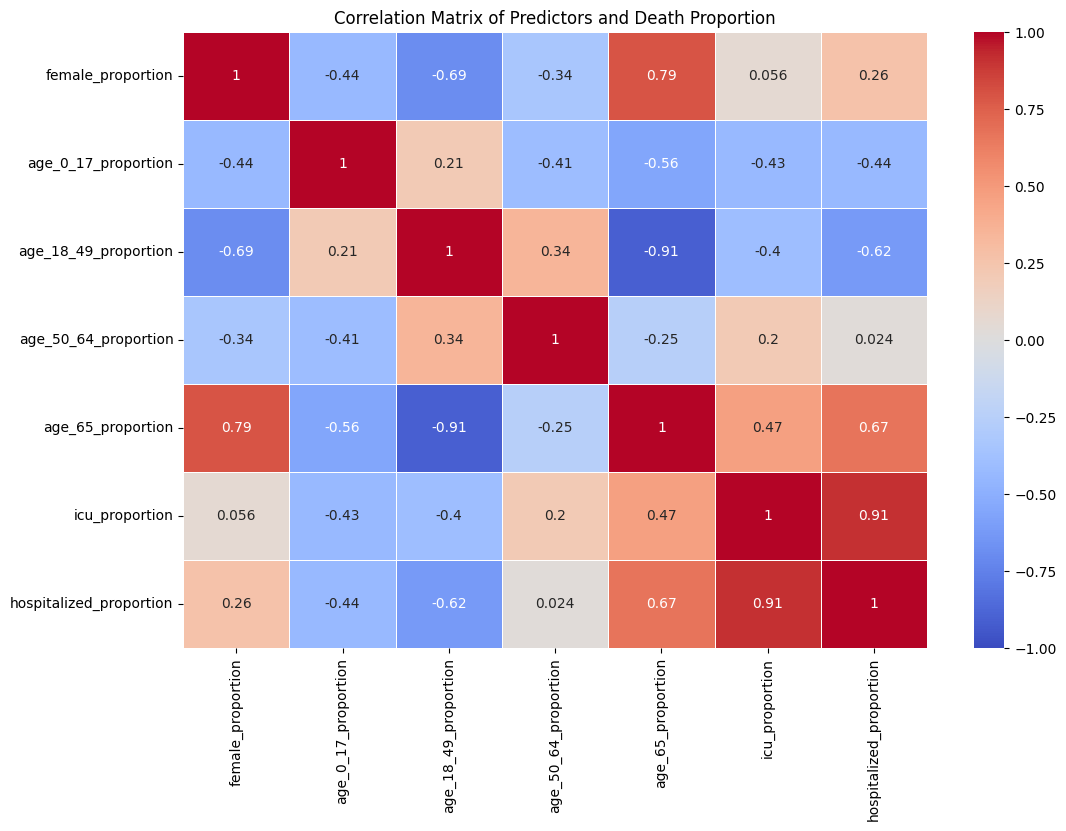 Correlation Matrix of Predictors and Death Proportion
female_proportion 1 -0.44 -0.69 -0.34 0.79 0.056 0.26
age_0_17_proportion -0.44 1 0.21 -0.41 -0.56 -0.43 -0.44
age_18_49_proportion -0.69 0.21 1 0.34 -0.91 -0.4 -0.62
age_50_64_proportion -0.34 -0.41 0.34 1 -0.25 0.2 0.024
age_65_proportion 0.79 -0.56 -0.91 -0.25 1 0.47 0.67
icu_proportion 0.056 -0.43 -0.4 0.2 0.47 1 0.91
hospitalized_proportion 0.26 -0.44 -0.62 0.024 0.67 0.91 1
female_proportion
age_0_17_proportion
age_18_49_proportion
age_50_64_proportion
age_65_proportion
icu_proportion
hospitalized_proportion
1.00
0.75
0.50
0.25
0.00
−0.25
−0.50
−0.75
−1.00